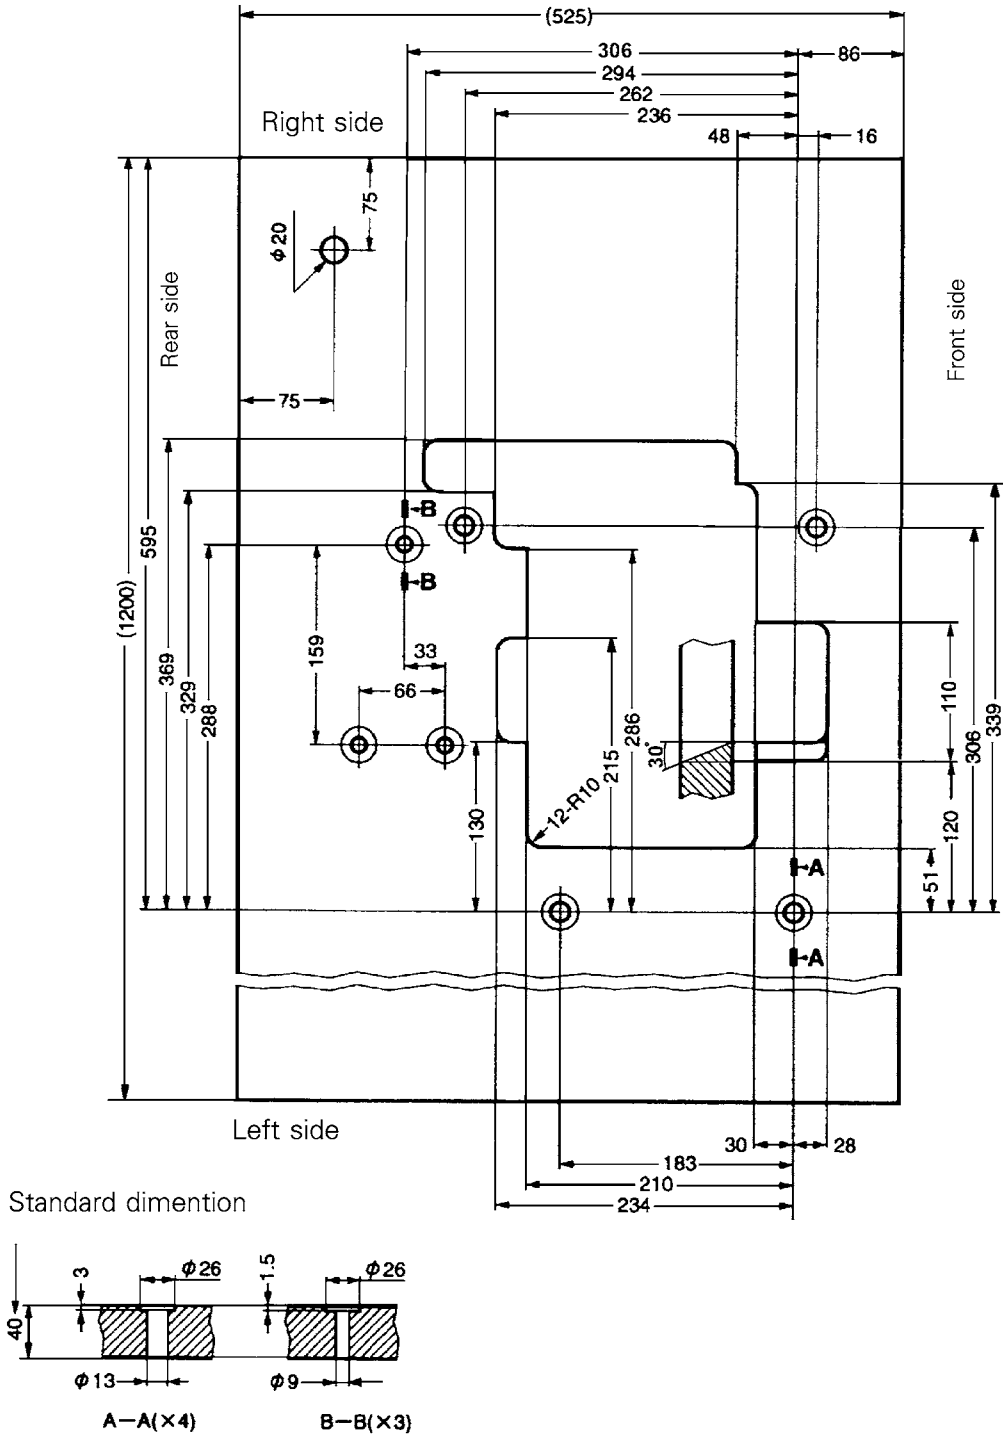 (525)
306
86
294
262
236
Right side
48
16
75
φ20
Rear side
Front side
75
B
B
595
(1200)
369
329
288
159
33
66
286
215
30°
110
339
306
130
12-R10
120
51
A
A
Left side
30
28
183
210
234
Standard dimention
3
φ26
1.5
φ26
40
φ13
φ9
A-A(×4)
B-B(×3)